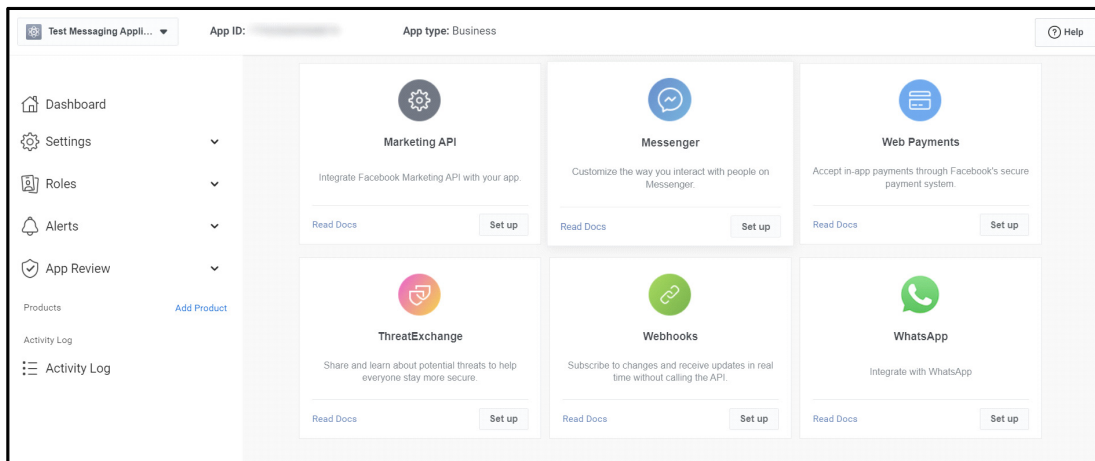 Test Messaging Appli...
App ID:
App type: Business
Help
Dashboard
Settings
Roles
Alerts
App Review
Products
Add Product
Activity Log
Activity Log
Marketing API
Integrate Facebook Marketing API with your app.
Read Docs
Set up
Messenger
Customize the way you interact with people on
Messenger.
Read Docs
Set up
Web Payments
Accept in-app payments through Facebook's secure
payment system.
Read Docs
Set up
ThreatExchange
Share and learn about potential threats to help
everyone stay more secure.
Read Docs
Set up
Webhooks
Subscribe to changes and receive updates in real
time without calling the API.
Read Docs
Set up
WhatsApp
Integrate with WhatsApp
Read Docs
Set up